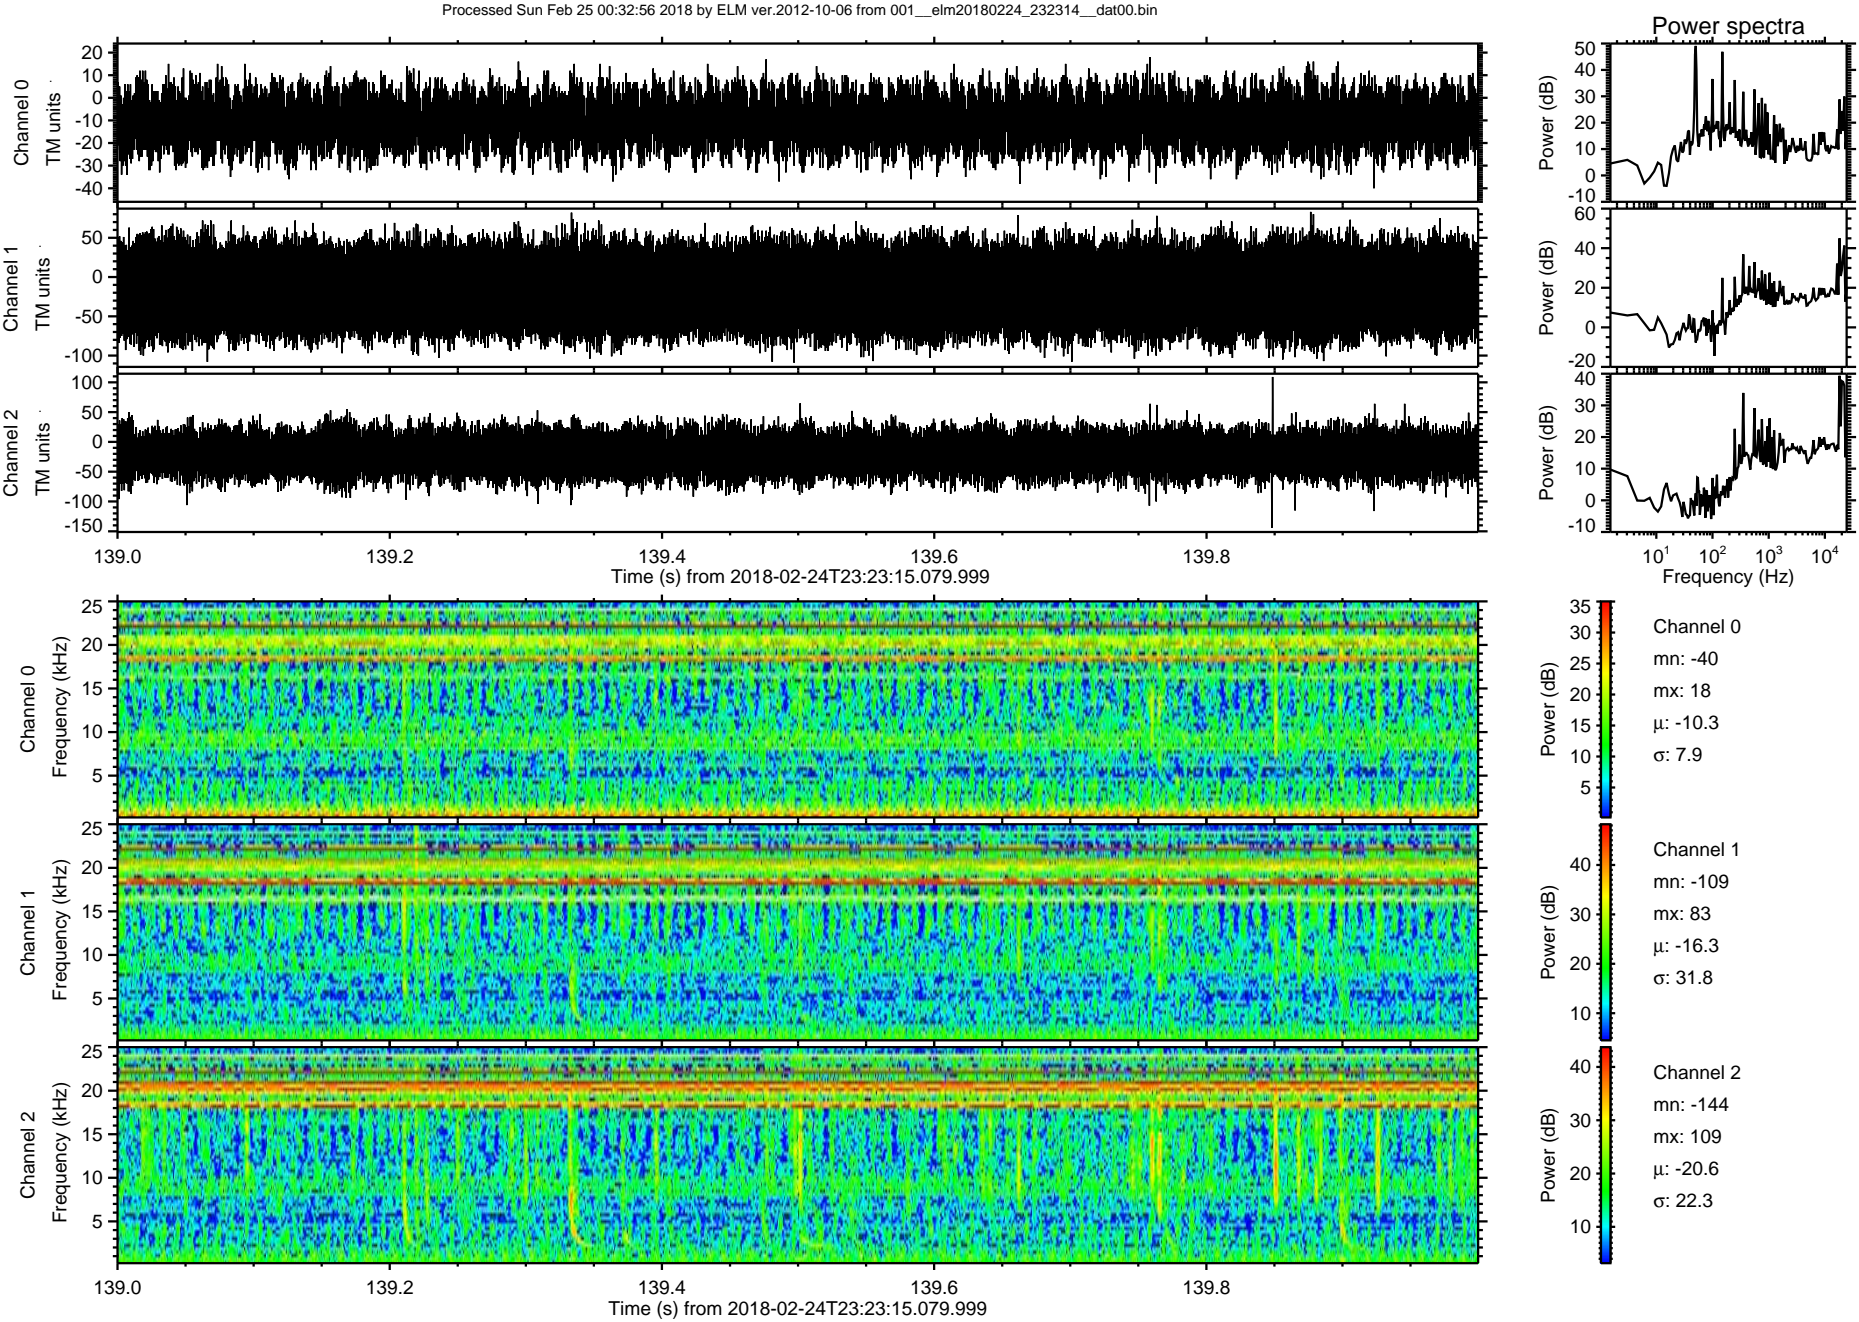 Processed Sun Feb 25 00:32:56 2018 by ELM ver.2012-10-06 from 001__elm20180224_232314__dat00.bin
Power spectra
Channel 0
TM units
20
10
0
-10
-20
-30
-40
Power (dB)
50
40
30
20
10
0
-10
Channel 1
TM units
50
0
-50
-100
Power (dB)
60
40
20
0
-20
Channel 2
TM units
100
50
0
-50
-100
-150
Power (dB)
40
30
20
10
0
-10
139.0 139.2 139.4 139.6 139.8
Time (s) from 2018-02-24T23:23:15.079.999
10^1 10^2 10^3 10^4
Frequency (Hz)
Channel 0
Frequency (kHz)
25
20
15
10
5
Power (dB)
35
30
25
20
15
10
5
Channel 0
mn: -40
mx: 18
μ: -10.3
σ: 7.9
Channel 1
Frequency (kHz)
25
20
15
10
5
Power (dB)
40
30
20
10
Channel 1
mn: -109
mx: 83
μ: -16.3
σ: 31.8
Channel 2
Frequency (kHz)
25
20
15
10
5
Power (dB)
40
30
20
10
Channel 2
mn: -144
mx: 109
μ: -20.6
σ: 22.3
139.0 139.2 139.4 139.6 139.8
Time (s) from 2018-02-24T23:23:15.079.999